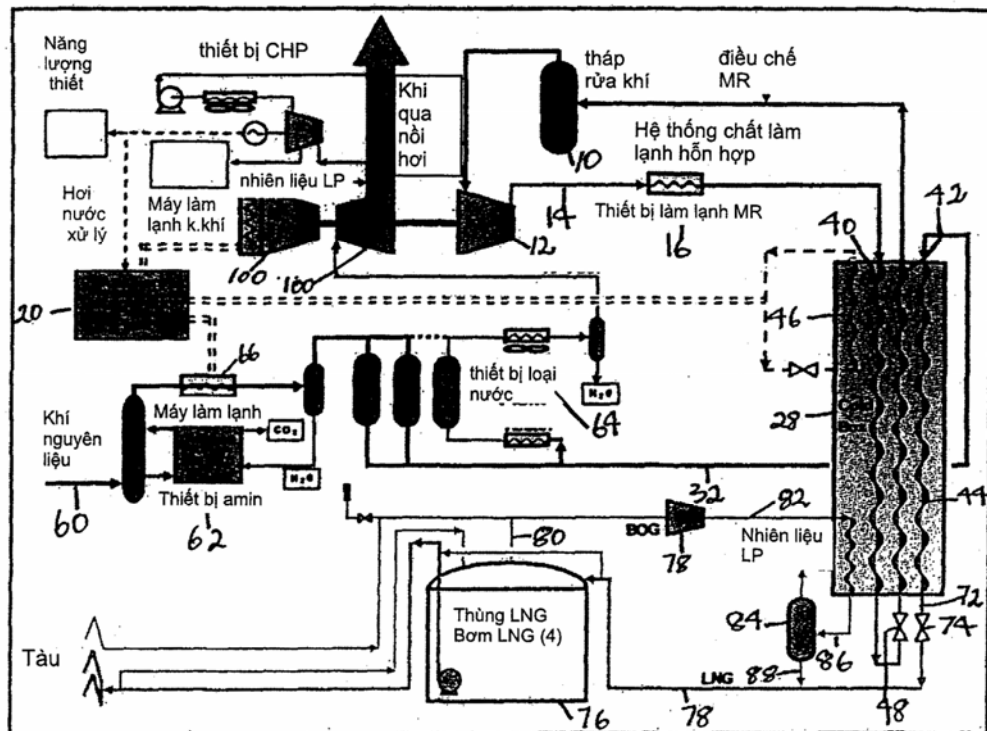 Năng
lượng
thiết
thiết bị CHP
Khi
qua
nồi
hơi
tháp
rửa khí
điều chế
MR
10
Hệ thống chất làm
lạnh hỗn hợp
Hơi
nước
xử lý
Máy làm
lạnh k.khí
nhiên liệu LP
100
100
12
14
Thiết bị làm lạnh MR
16
40
42
20
46
66
Máy làm lạnh
thiết bị loại
nước
64
H₂O
28
Khí
nguyên
liệu
60
CO₂
H₂O
Thiết bị amin
62
32
44
80
BOG
78
82
Nhiên liệu
LP
72
74
84
86
88
Thùng LNG
Bơm LNG (4)
Tàu
76
LNG
78
48